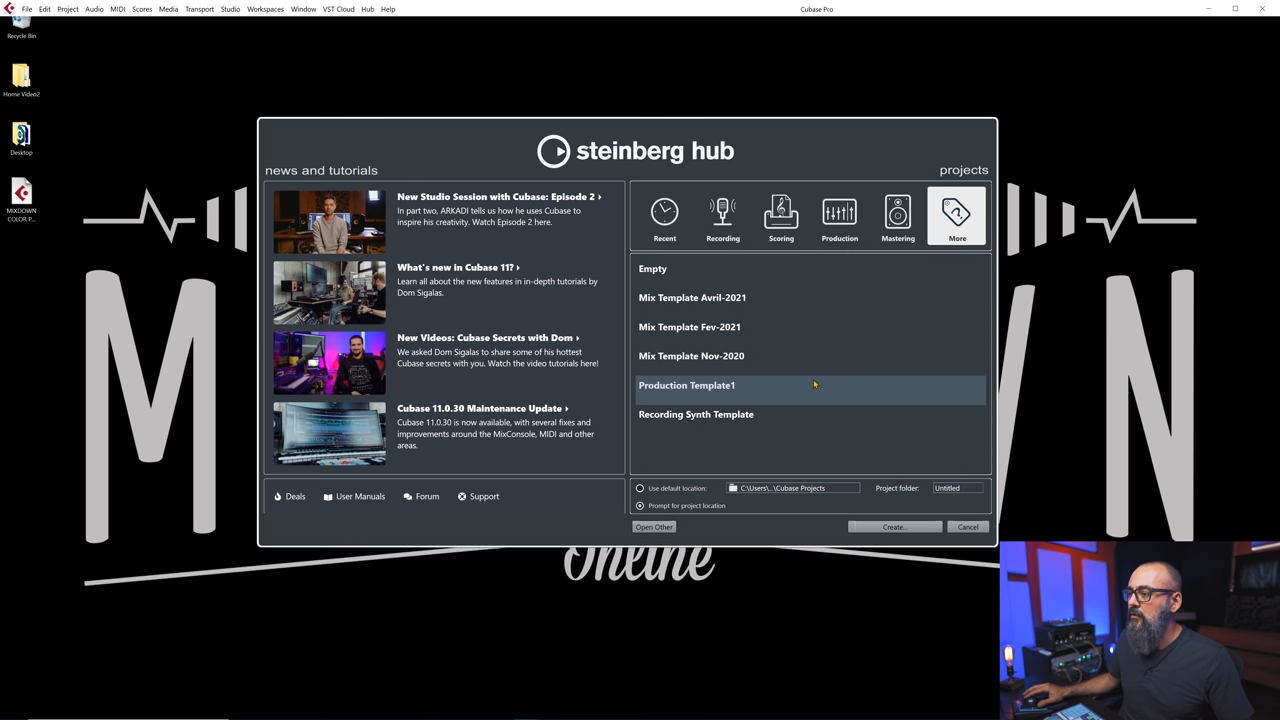 File Edit Project Audio MIDI Scores Media Transport Studio Workspaces Window VST Cloud Hub Help
Cubase Pro
Recycle Bin
Home Video2
Desktop
MIXDOWN
COLOR P...
steinberg hub
news and tutorials
projects
New Studio Session with Cubase: Episode 2
In part two, ARKADI tells us how he uses Cubase to
inspire his creativity. Watch Episode 2 here.
What's new in Cubase 11?
Learn all about the new features in in-depth tutorials by
Dom Sigalas.
New Videos: Cubase Secrets with Dom
We asked Dom Sigalas to share some of his hottest
Cubase secrets with you. Watch the video tutorials here!
Cubase 11.0.30 Maintenance Update
Cubase 11.0.30 is now available, with several fixes and
improvements around the MixConsole, MIDI and other
areas.
Deals User Manuals Forum Support
Recent Recording Scoring Production Mastering More
Empty
Mix Template Avril-2021
Mix Template Fev-2021
Mix Template Nov-2020
Production Template1
Recording Synth Template
Use default location: C:\Users\...\Cubase Projects Project folder: Untitled
Prompt for project location
Open Other Create... Cancel
Online